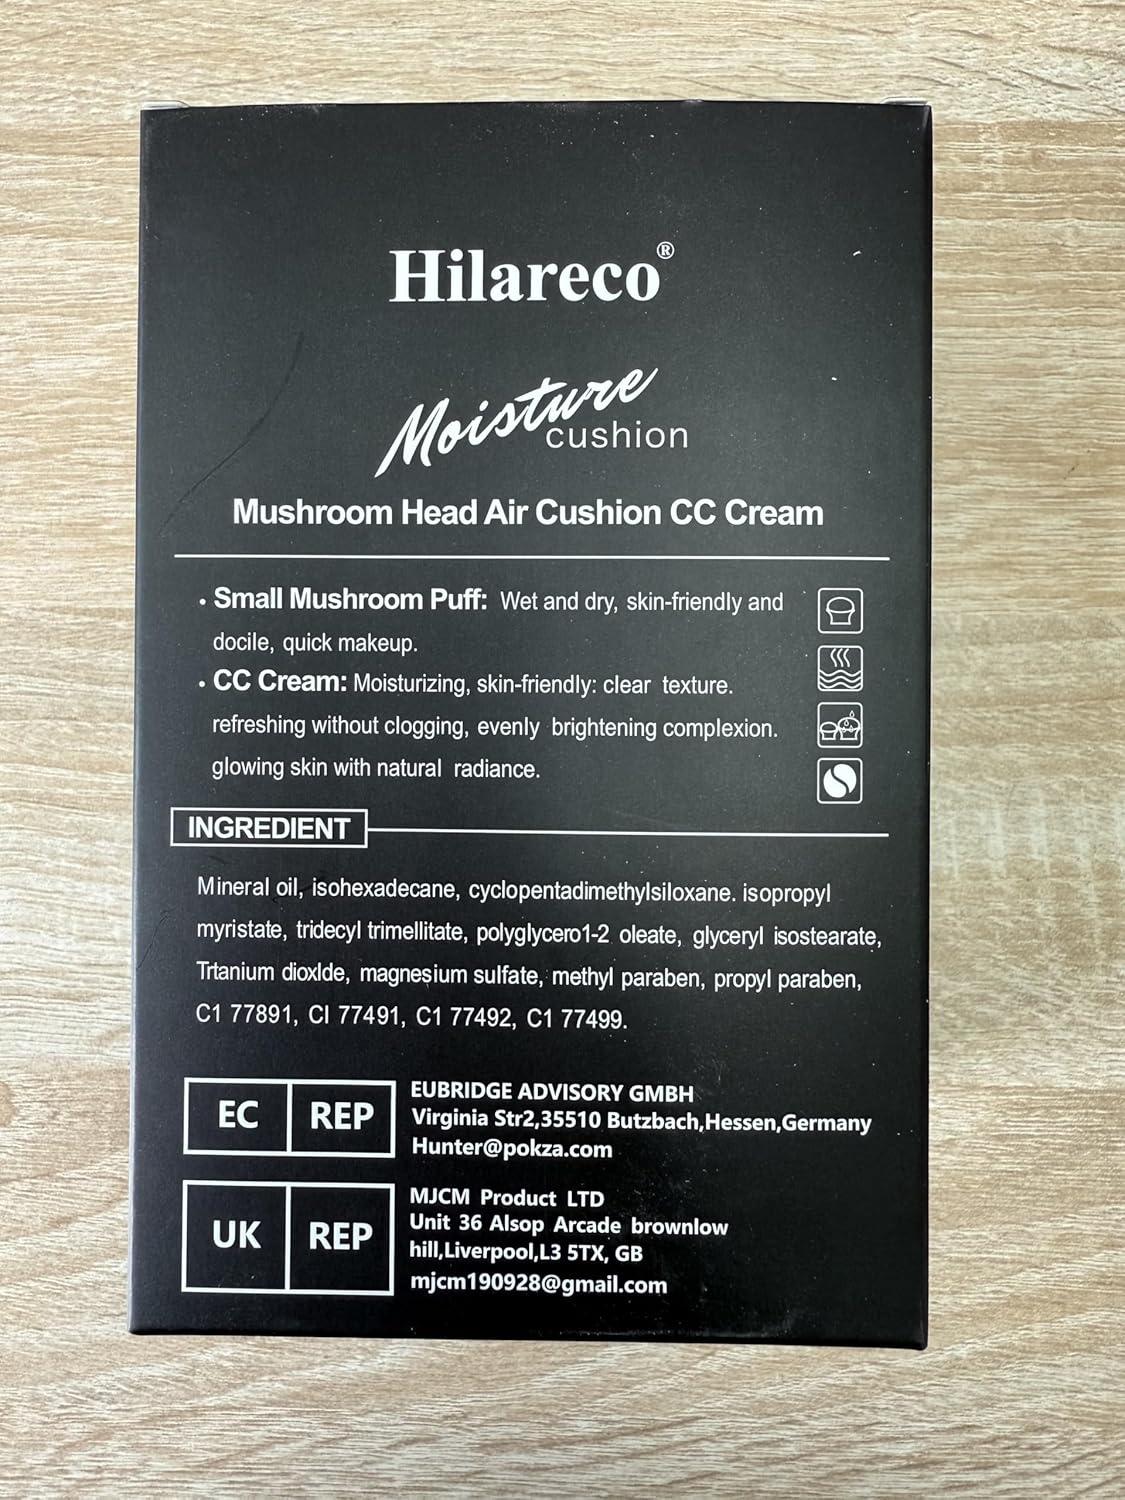 Hilareco®
Moisture
cushion
Mushroom Head Air Cushion CC Cream
• Small Mushroom Puff: Wet and dry, skin-friendly and
docile, quick makeup.
• CC Cream: Moisturizing, skin-friendly: clear texture.
refreshing without clogging, evenly brightening complexion.
glowing skin with natural radiance.
INGREDIENT
Mineral oil, isohexadecane, cyclopentadimethylsiloxane. isopropyl
myristate, tridecyl trimellitate, polyglycero1-2 oleate, glyceryl isostearate,
Trtanium dioxlde, magnesium sulfate, methyl paraben, propyl paraben,
C1 77891, CI 77491, C1 77492, C1 77499.
EC REP
EUBRIDGE ADVISORY GMBH
Virginia Str2,35510 Butzbach,Hessen,Germany
Hunter@pokza.com
UK REP
MJCM Product LTD
Unit 36 Alsop Arcade brownlow
hill,Liverpool,L3 5TX, GB
mjcm190928@gmail.com